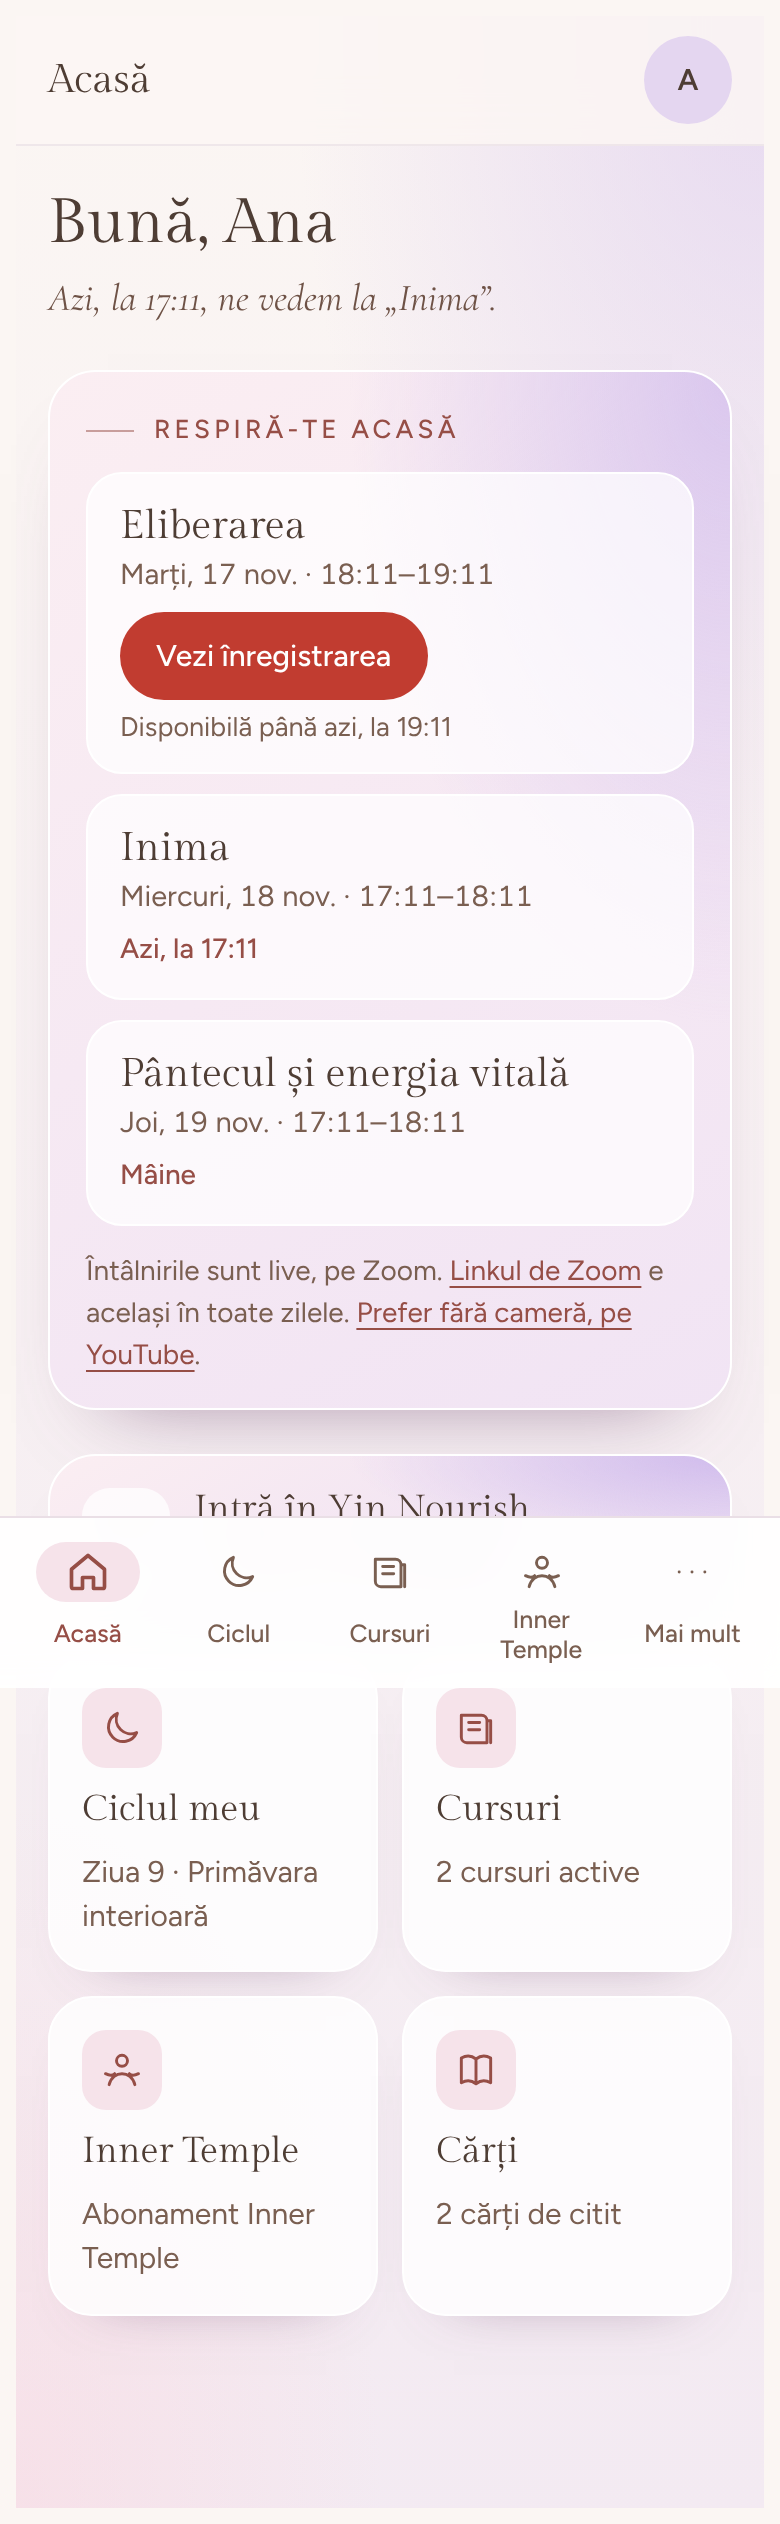 Acasă
A
Bună, Ana
Azi, la 17:11, ne vedem la „Inima”.
RESPIRĂ-TE ACASĂ
Eliberarea
Marți, 17 nov. · 18:11–19:11
Vezi înregistrarea
Disponibilă până azi, la 19:11
Inima
Miercuri, 18 nov. · 17:11–18:11
Azi, la 17:11
Pântecul și energia vitală
Joi, 19 nov. · 17:11–18:11
Mâine
Întâlnirile sunt live, pe Zoom. Linkul de Zoom e
același în toate zilele. Prefer fără cameră, pe
YouTube.
Intră în Yin Nourish
Acasă
Ciclul
Cursuri
Inner
Temple
Mai mult
Ciclul meu
Ziua 9 · Primăvara
interioară
Cursuri
2 cursuri active
Inner Temple
Abonament Inner
Temple
Cărți
2 cărți de citit